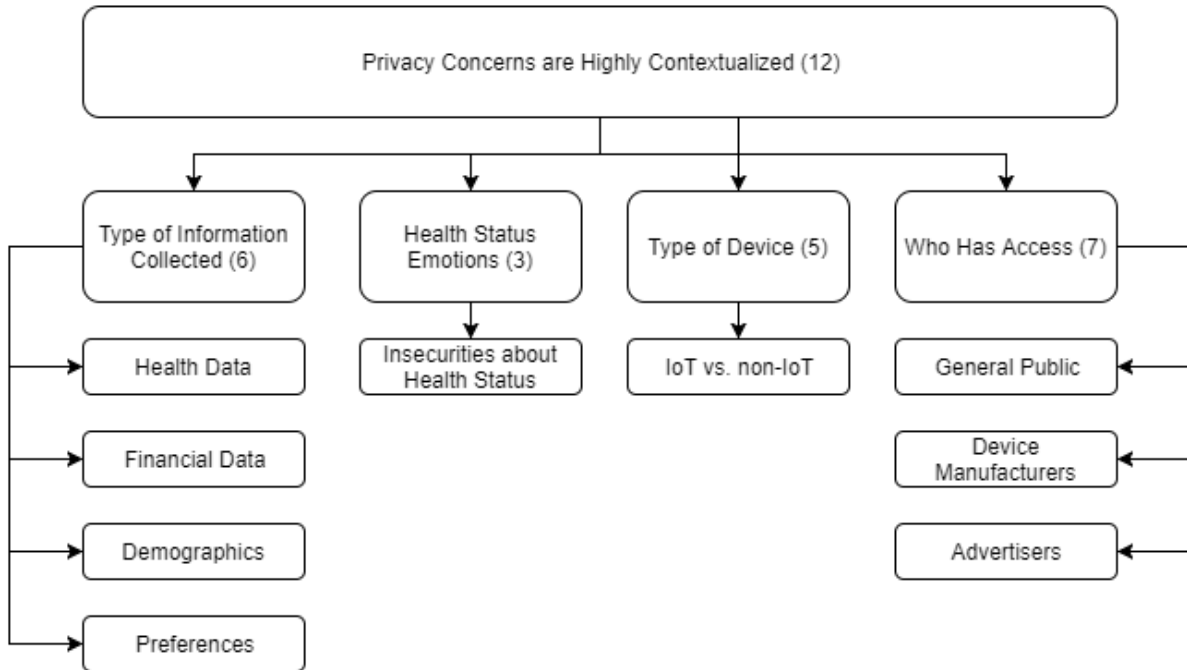 Privacy Concerns are Highly Contextualized (12)
Type of Information
Collected (6)
Health Status
Emotions (3)
Type of Device (5)
Who Has Access (7)
Health Data
Insecurities about
Health Status
IoT vs. non-IoT
General Public
Financial Data
Device
Manufacturers
Demographics
Advertisers
Preferences